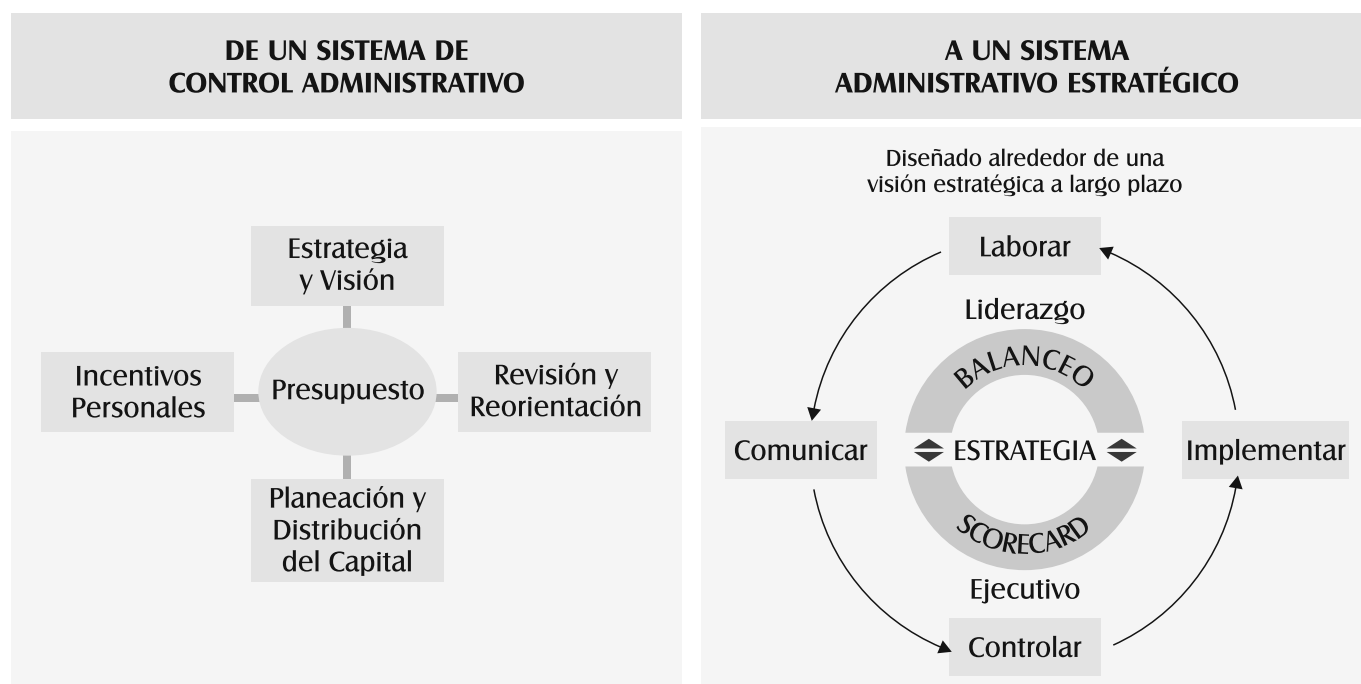 DE UN SISTEMA DE
CONTROL ADMINISTRATIVO
Estrategia
y Visión
Incentivos
Personales
Presupuesto
Revisión y
Reorientación
Planeación y
Distribución
del Capital
A UN SISTEMA
ADMINISTRATIVO ESTRATÉGICO
Diseñado alrededor de una
visión estratégica a largo plazo
Laborar
Liderazgo
BALANCEO
Comunicar
ESTRATEGIA
Implementar
SCORECARD
Ejecutivo
Controlar